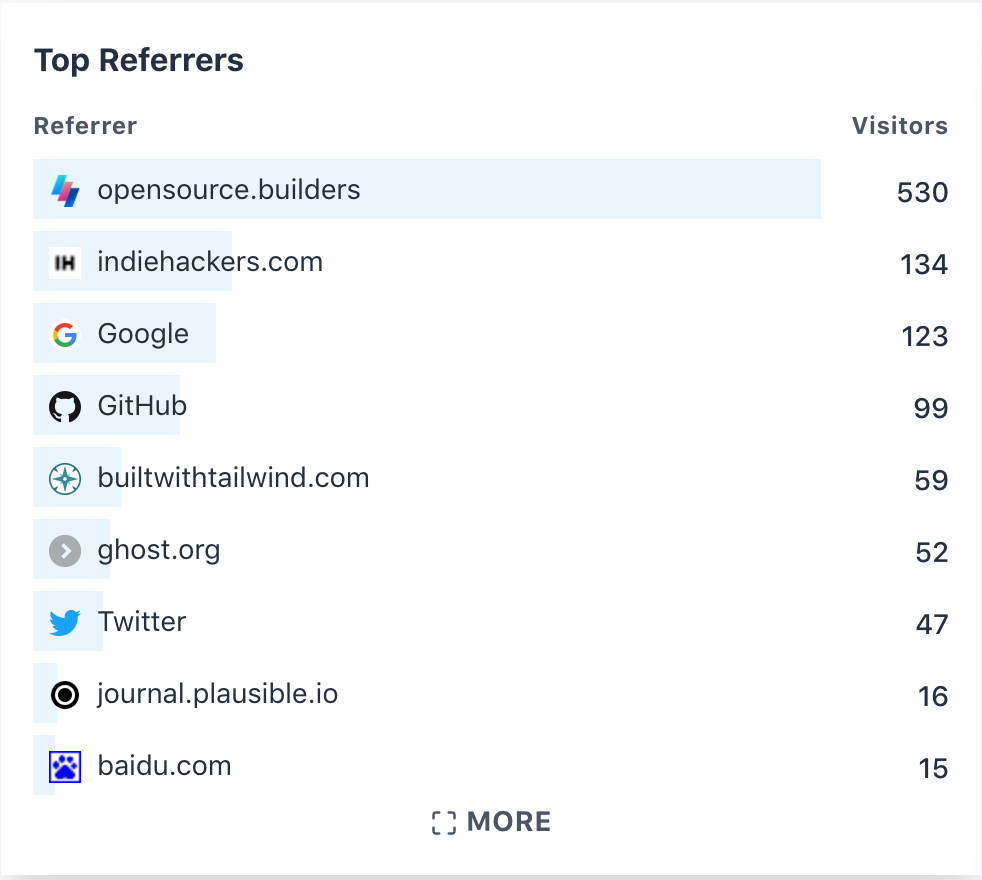 Top Referrers
Referrer Visitors
opensource.builders 530
IH indiehackers.com 134
G Google 123
GitHub 99
builtwithtailwind.com 59
ghost.org 52
Twitter 47
journal.plausible.io 16
baidu.com 15
MORE